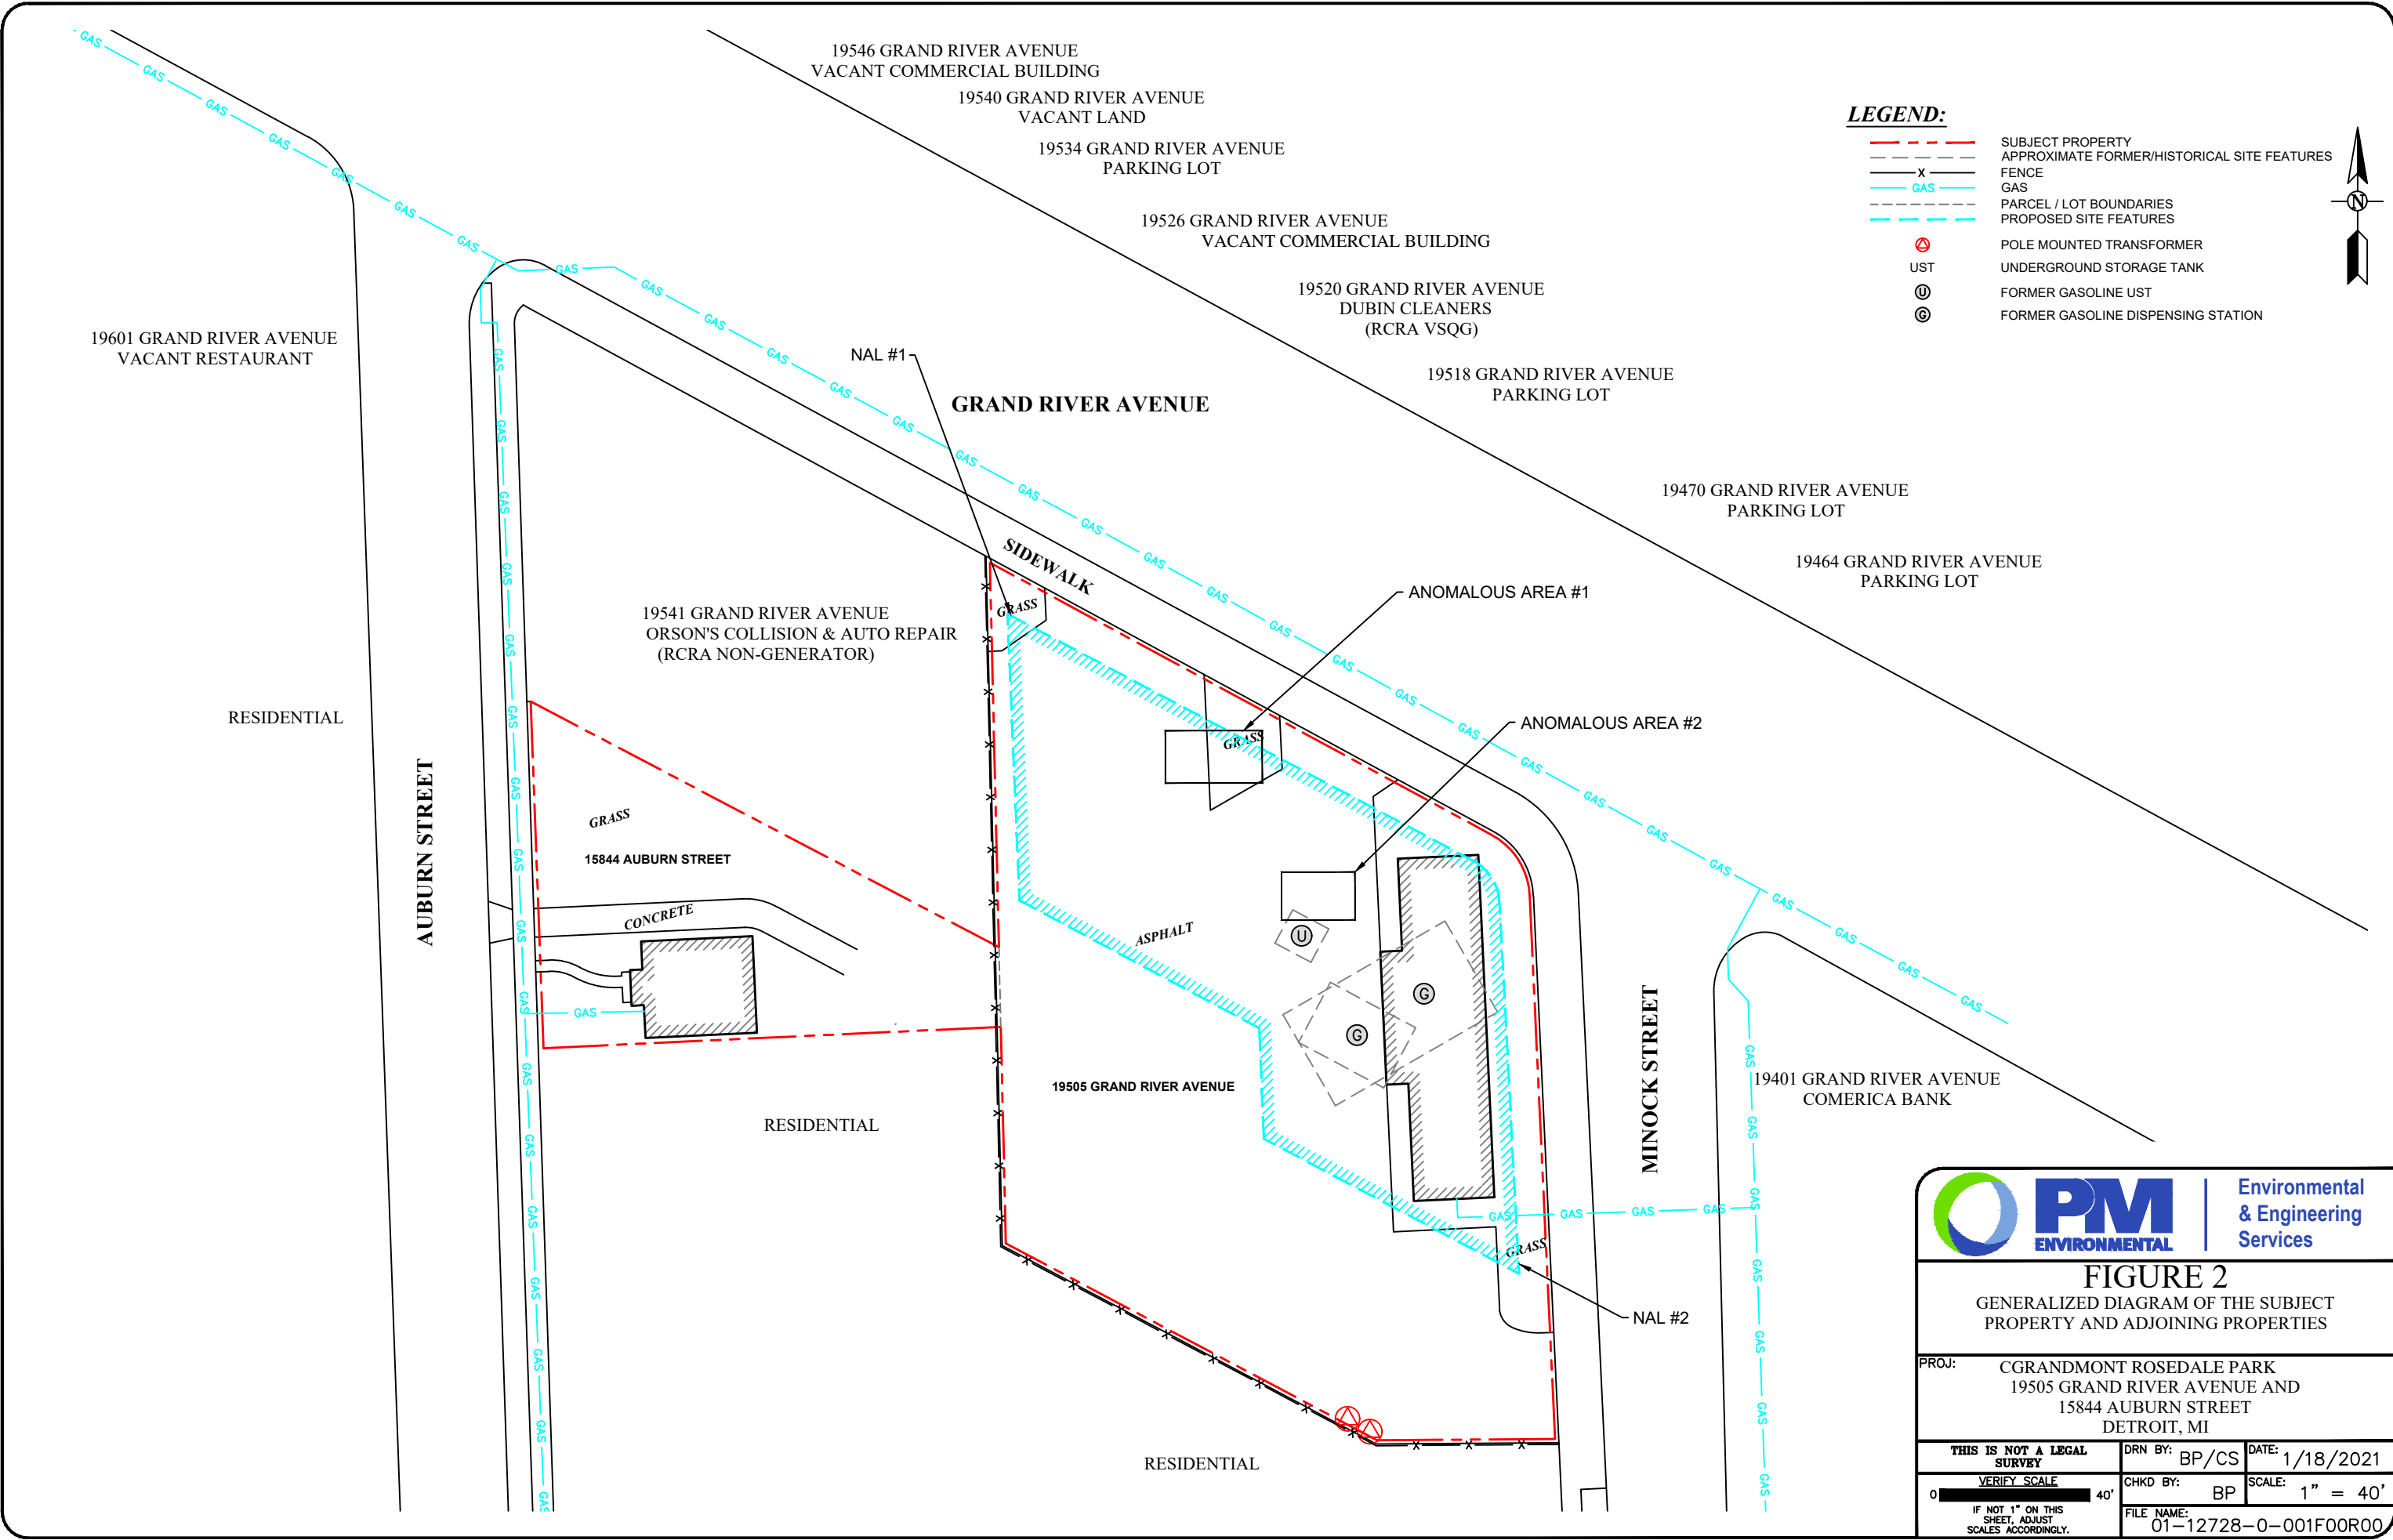 19546 GRAND RIVER AVENUE
VACANT COMMERCIAL BUILDING
19540 GRAND RIVER AVENUE
VACANT LAND
19534 GRAND RIVER AVENUE
PARKING LOT
19526 GRAND RIVER AVENUE
VACANT COMMERCIAL BUILDING
19520 GRAND RIVER AVENUE
DUBIN CLEANERS
(RCRA VSQG)
19518 GRAND RIVER AVENUE
PARKING LOT
19470 GRAND RIVER AVENUE
PARKING LOT
19464 GRAND RIVER AVENUE
PARKING LOT
LEGEND:
SUBJECT PROPERTY
APPROXIMATE FORMER/HISTORICAL SITE FEATURES
X FENCE
GAS GAS
PARCEL / LOT BOUNDARIES
PROPOSED SITE FEATURES
POLE MOUNTED TRANSFORMER
UST UNDERGROUND STORAGE TANK
U FORMER GASOLINE UST
G FORMER GASOLINE DISPENSING STATION
N
19601 GRAND RIVER AVENUE
VACANT RESTAURANT
NAL #1
GRAND RIVER AVENUE
SIDEWALK
ANOMALOUS AREA #1
GRASS
19541 GRAND RIVER AVENUE
ORSON'S COLLISION & AUTO REPAIR
(RCRA NON-GENERATOR)
RESIDENTIAL
ANOMALOUS AREA #2
GRASS
AUBURN STREET
GRASS
15844 AUBURN STREET
CONCRETE
ASPHALT
U
G
G
GAS
19505 GRAND RIVER AVENUE
MINOCK STREET
19401 GRAND RIVER AVENUE
COMERICA BANK
RESIDENTIAL
GAS GAS GAS GAS
GRASS
NAL #2
RESIDENTIAL
PM
ENVIRONMENTAL
Environmental
& Engineering
Services
FIGURE 2
GENERALIZED DIAGRAM OF THE SUBJECT
PROPERTY AND ADJOINING PROPERTIES
PROJ: CGRANDMONT ROSEDALE PARK
19505 GRAND RIVER AVENUE AND
15844 AUBURN STREET
DETROIT, MI
THIS IS NOT A LEGAL
SURVEY
DRN BY: BP/CS
DATE: 1/18/2021
VERIFY SCALE
0 40'
IF NOT 1" ON THIS
SHEET, ADJUST
SCALES ACCORDINGLY.
CHKD BY: BP
SCALE: 1" = 40'
FILE NAME:
01-12728-0-001F00R00